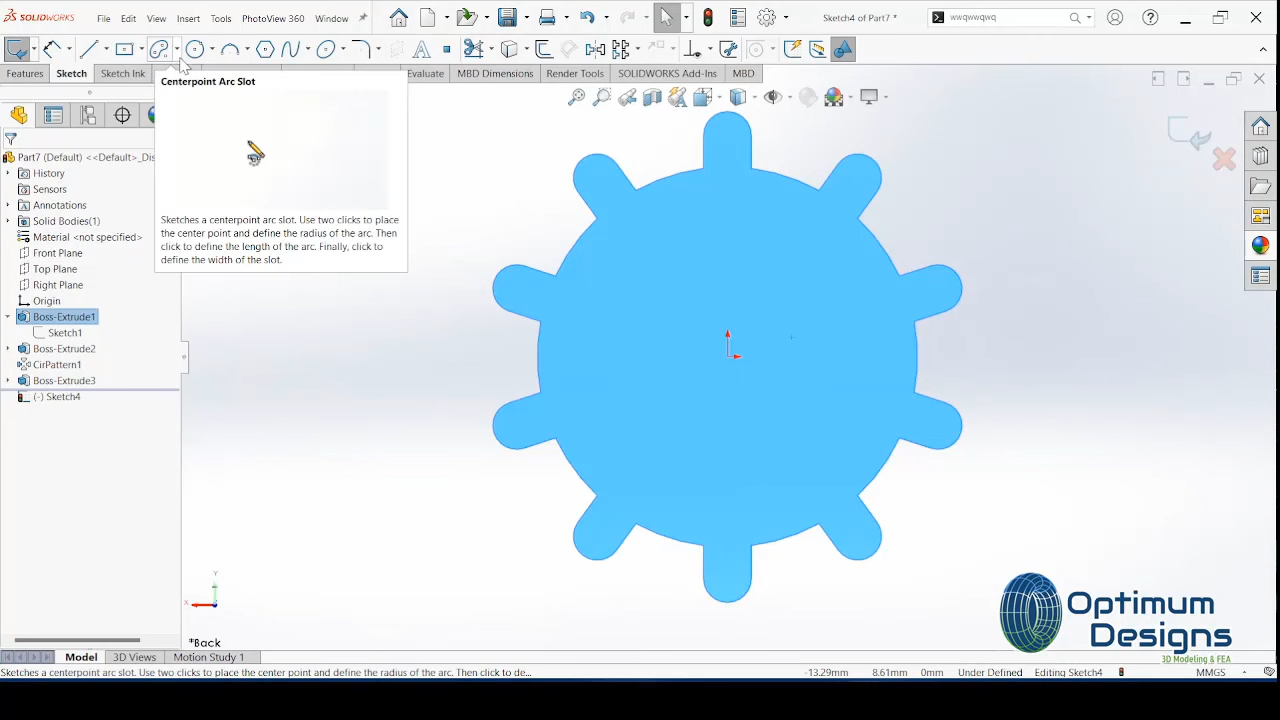 SOLIDWORKS File Edit View Insert Tools PhotoView 360 Window Sketch4 of Part7 * wwqwwqwq
Features Sketch Sketch Ink Evaluate MBD Dimensions Render Tools SOLIDWORKS Add-Ins MBD
Centerpoint Arc Slot
Sketches a centerpoint arc slot. Use two clicks to place
the center point and define the radius of the arc. Then
click to define the length of the arc. Finally, click to
define the width of the slot.
Part7 (Default) <<Default>_Dis
History
Sensors
Annotations
Solid Bodies(1)
Material <not specified>
Front Plane
Top Plane
Right Plane
Origin
Boss-Extrude1
Sketch1
Boss-Extrude2
CirPattern1
Boss-Extrude3
(-) Sketch4
Y
X
*Back
Optimum
Designs
3D Modeling & FEA
Model 3D Views Motion Study 1
Sketches a centerpoint arc slot. Use two clicks to place the center point and define the radius of the arc. Then click to de... -13.29mm 8.61mm 0mm Under Defined Editing Sketch4 MMGS